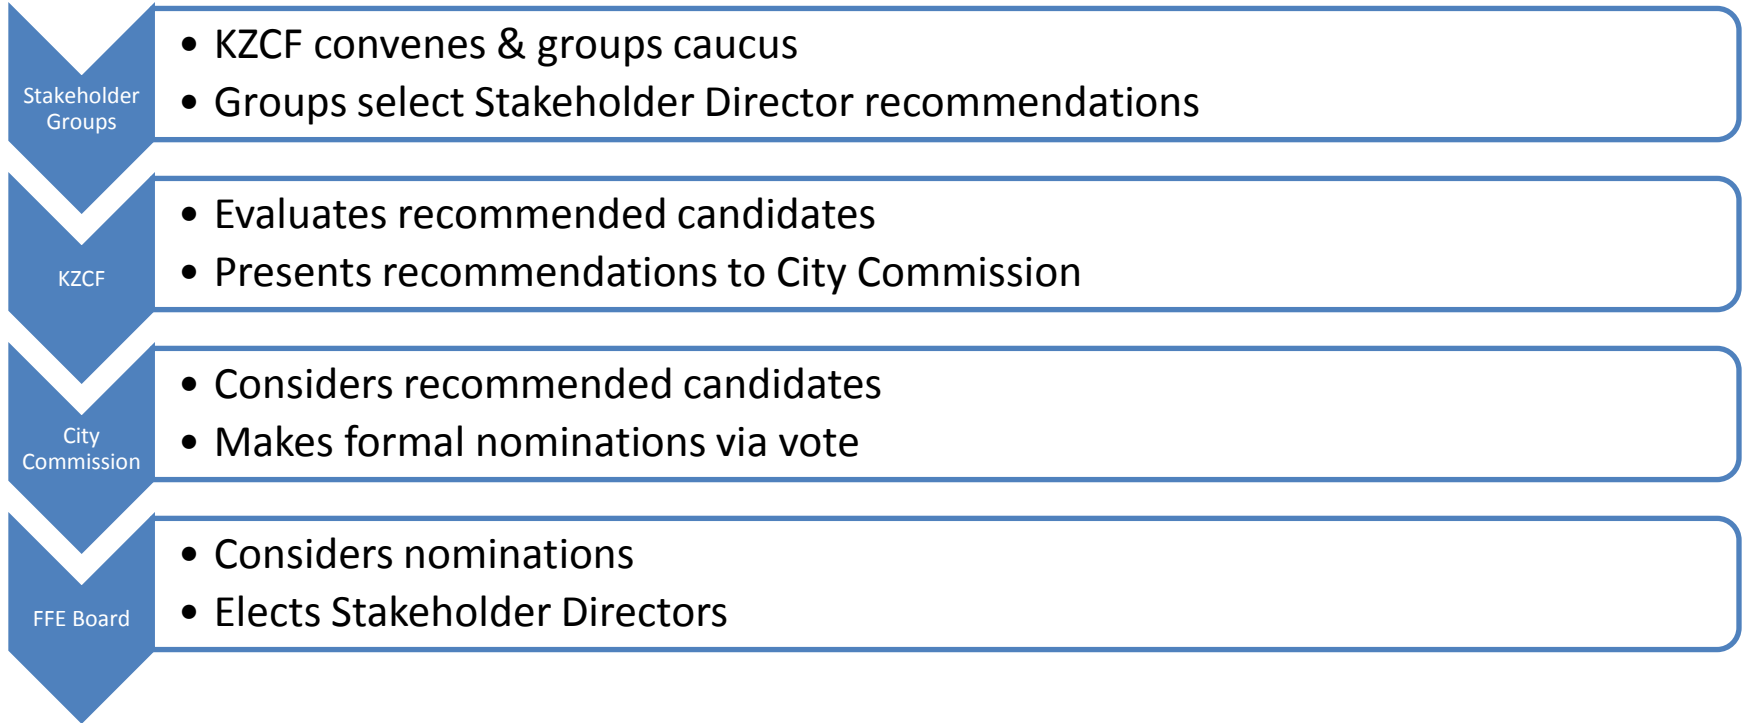 Stakeholder
Groups
• KZCF convenes & groups caucus
• Groups select Stakeholder Director recommendations
KZCF
• Evaluates recommended candidates
• Presents recommendations to City Commission
City
Commission
• Considers recommended candidates
• Makes formal nominations via vote
FFE Board
• Considers nominations
• Elects Stakeholder Directors